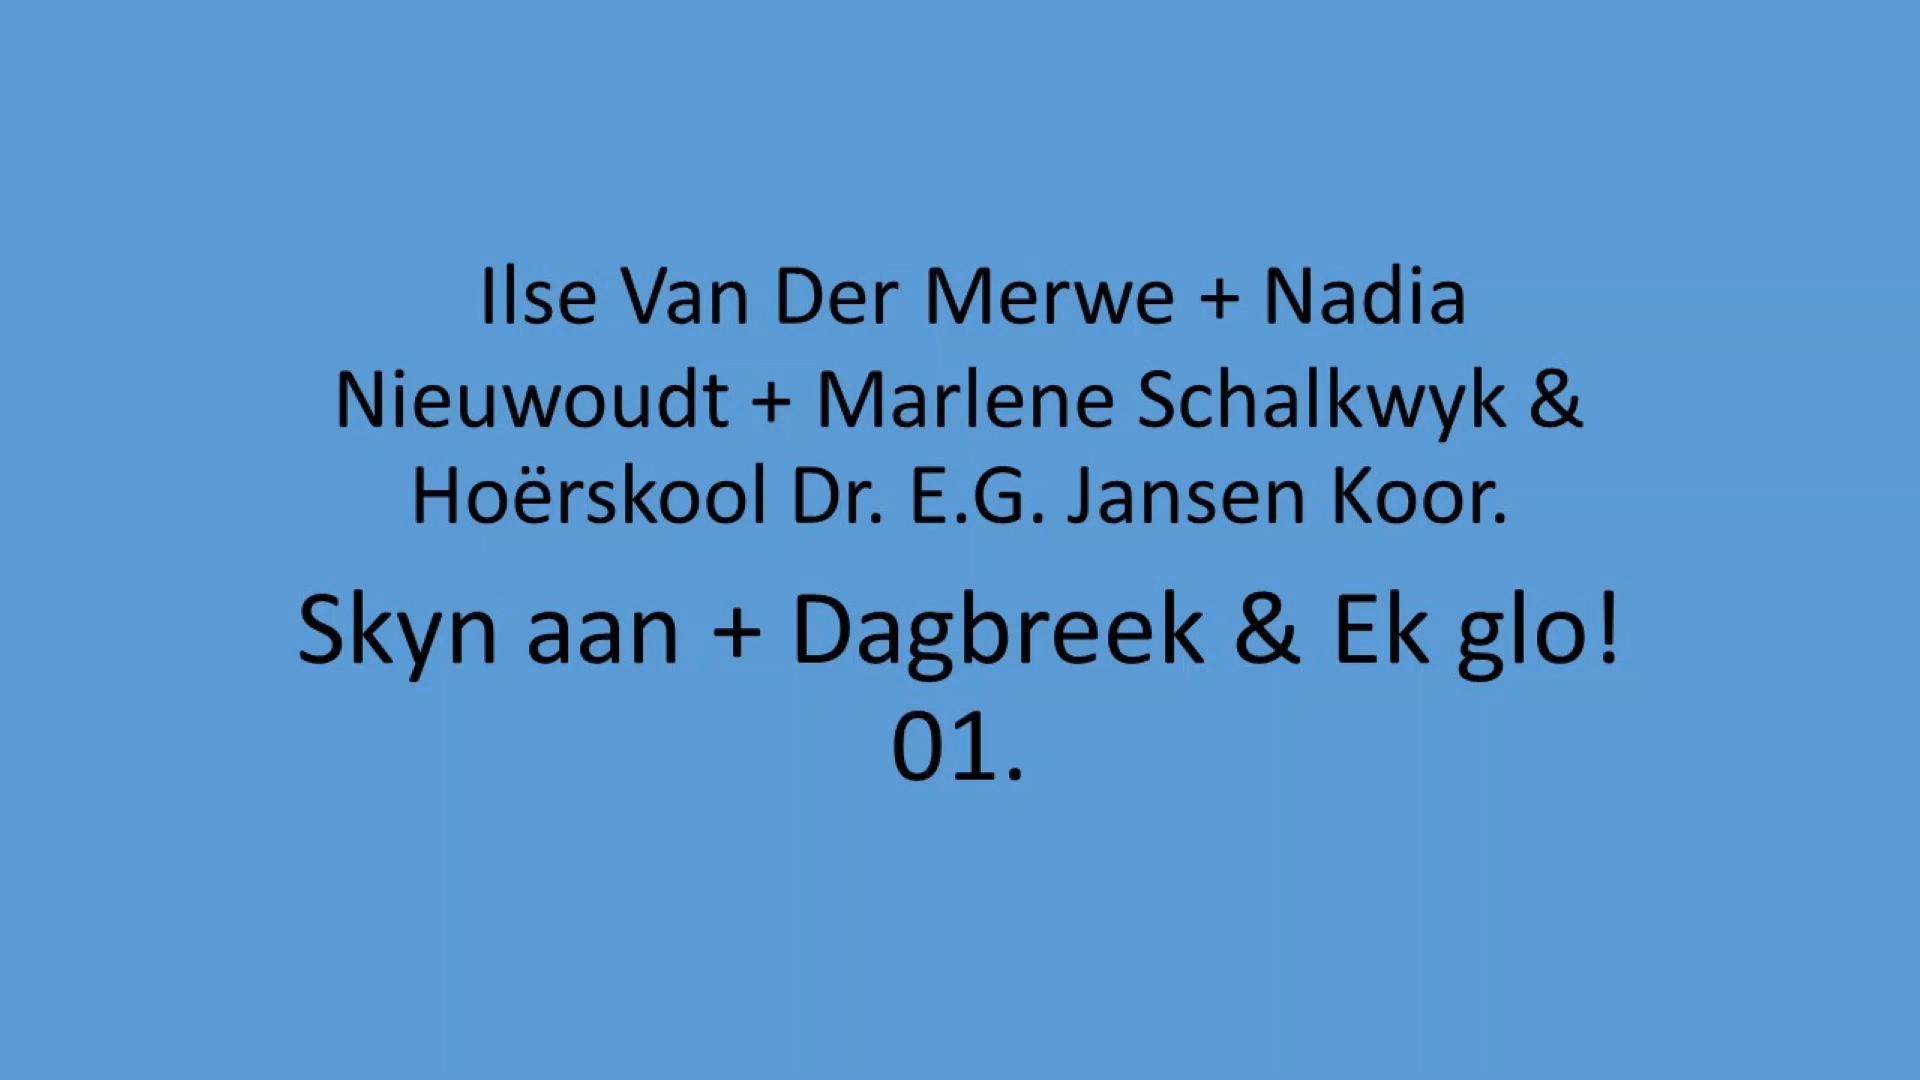 Ilse Van Der Merwe + Nadia
Nieuwoudt + Marlene Schalkwyk &
Hoërskool Dr. E.G. Jansen Koor.
Skyn aan + Dagbreek & Ek glo!
01.